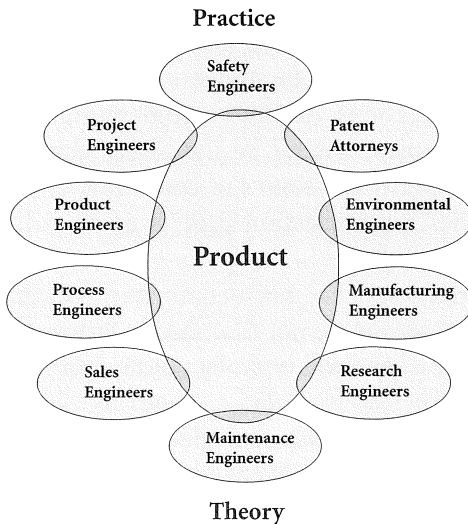 Practice
Safety
Engineers
Project
Engineers
Patent
Attorneys
Product
Engineers
Environmental
Engineers
Product
Process
Engineers
Manufacturing
Engineers
Sales
Engineers
Research
Engineers
Maintenance
Engineers
Theory